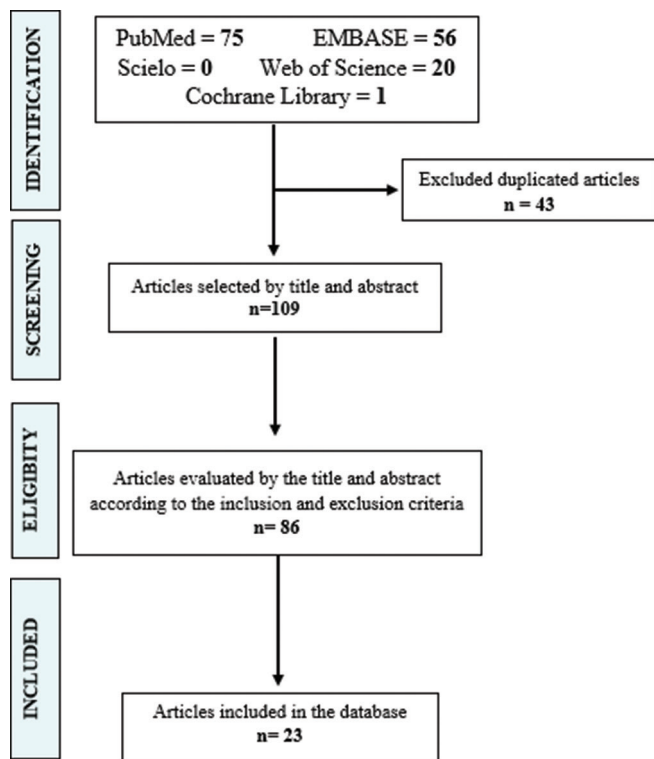 IDENTIFICATION
PubMed = 75 EMBASE = 56
Scielo = 0 Web of Science = 20
Cochrane Library = 1
Excluded duplicated articles
n = 43
SCREENING
Articles selected by title and abstract
n=109
ELIGIBITY
Articles evaluated by the title and abstract
according to the inclusion and exclusion criteria
n= 86
INCLUDED
Articles included in the database
n= 23